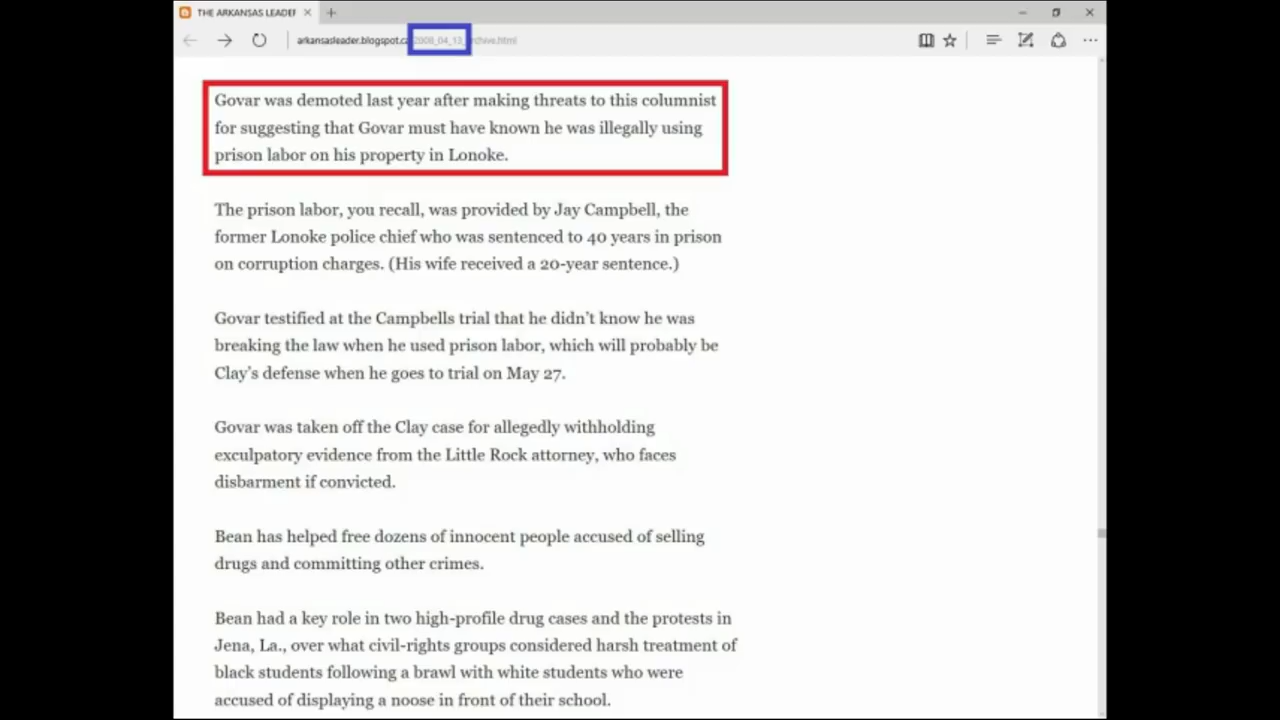 THE ARKANSAS LEADER
arkansasleader.blogspot.ca 2008_04_13_archive.html
Govar was demoted last year after making threats to this columnist
for suggesting that Govar must have known he was illegally using
prison labor on his property in Lonoke.
The prison labor, you recall, was provided by Jay Campbell, the
former Lonoke police chief who was sentenced to 40 years in prison
on corruption charges. (His wife received a 20-year sentence.)
Govar testified at the Campbells trial that he didn’t know he was
breaking the law when he used prison labor, which will probably be
Clay’s defense when he goes to trial on May 27.
Govar was taken off the Clay case for allegedly withholding
exculpatory evidence from the Little Rock attorney, who faces
disbarment if convicted.
Bean has helped free dozens of innocent people accused of selling
drugs and committing other crimes.
Bean had a key role in two high-profile drug cases and the protests in
Jena, La., over what civil-rights groups considered harsh treatment of
black students following a brawl with white students who were
accused of displaying a noose in front of their school.